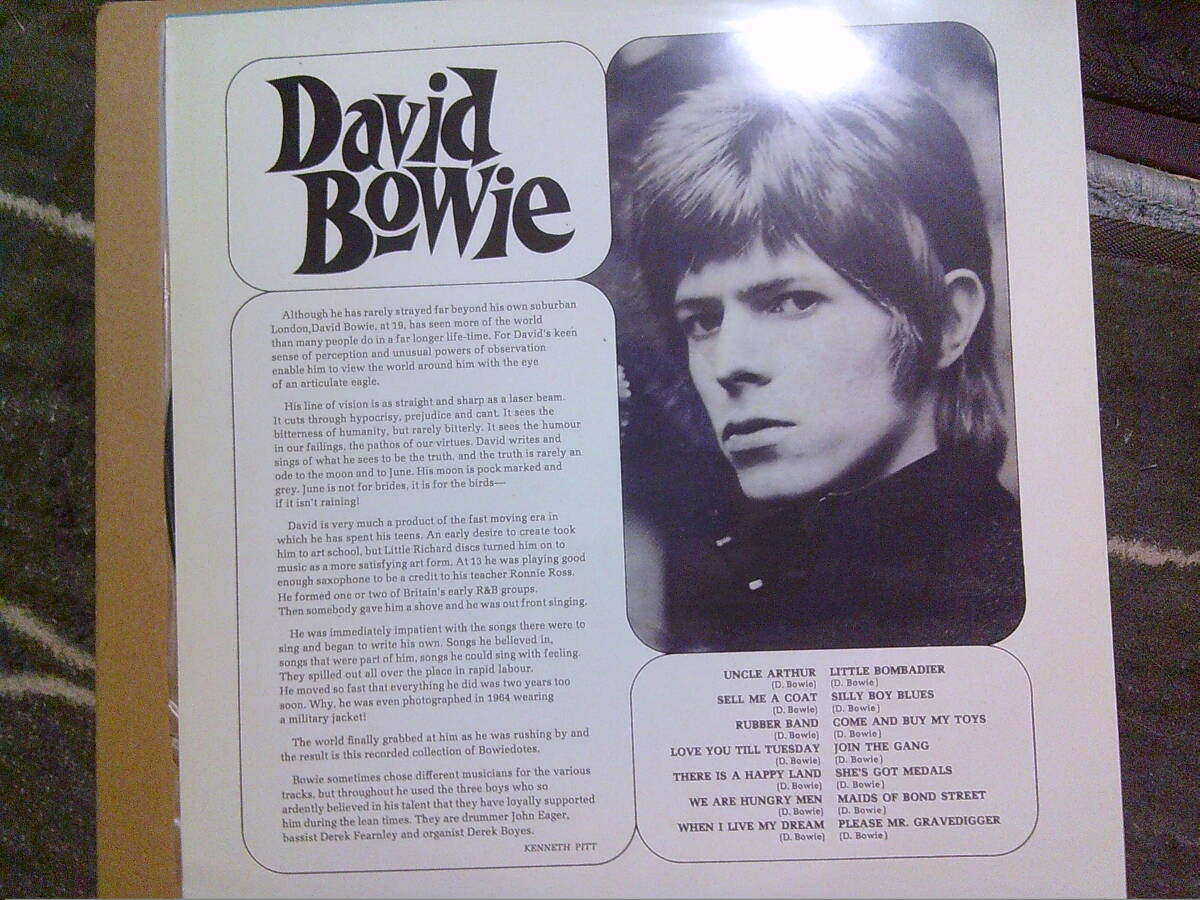 David
Bowie
Although he has rarely strayed far beyond his own suburban
London,David Bowie, at 19, has seen more of the world
than many people do in a far longer life-time. For David's keen
sense of perception and unusual powers of observation
enable him to view the world around him with the eye
of an articulate eagle.
His line of vision is as straight and sharp as a laser beam.
It cuts through hypocrisy, prejudice and cant. It sees the
bitterness of humanity, but rarely bitterly. It sees the humour
in our failings, the pathos of our virtues. David writes and
sings of what he sees to be the truth, and the truth is rarely an
ode to the moon and to June. His moon is pock marked and
grey. June is not for brides, it is for the birds—
if it isn't raining!
David is very much a product of the fast moving era in
which he has spent his teens. An early desire to create took
him to art school, but Little Richard discs turned him on to
music as a more satisfying art form. At 13 he was playing good
enough saxophone to be a credit to his teacher Ronnie Ross.
He formed one or two of Britain's early R&B groups.
Then somebody gave him a shove and he was out front singing.
He was immediately impatient with the songs there were to
sing and began to write his own. Songs he believed in,
songs that were part of him, songs he could sing with feeling.
They spilled out all over the place in rapid labour.
He moved so fast that everything he did was two years too
soon. Why, he was even photographed in 1964 wearing
a military jacket!
The world finally grabbed at him as he was rushing by and
the result is this recorded collection of Bowiedotes.
Bowie sometimes chose different musicians for the various
tracks, but throughout he used the three boys who so
ardently believed in his talent that they have loyally supported
him during the lean times. They are drummer John Eager,
bassist Derek Fearnley and organist Derek Boyes.
KENNETH PITT
UNCLE ARTHUR
(D. Bowie)
SELL ME A COAT
(D. Bowie)
RUBBER BAND
(D. Bowie)
LOVE YOU TILL TUESDAY
(D. Bowie)
THERE IS A HAPPY LAND
(D. Bowie)
WE ARE HUNGRY MEN
(D. Bowie)
WHEN I LIVE MY DREAM
(D. Bowie)
LITTLE BOMBADIER
(D. Bowie)
SILLY BOY BLUES
(D. Bowie)
COME AND BUY MY TOYS
(D. Bowie)
JOIN THE GANG
(D. Bowie)
SHE'S GOT MEDALS
(D. Bowie)
MAIDS OF BOND STREET
(D. Bowie)
PLEASE MR. GRAVEDIGGER
(D. Bowie)